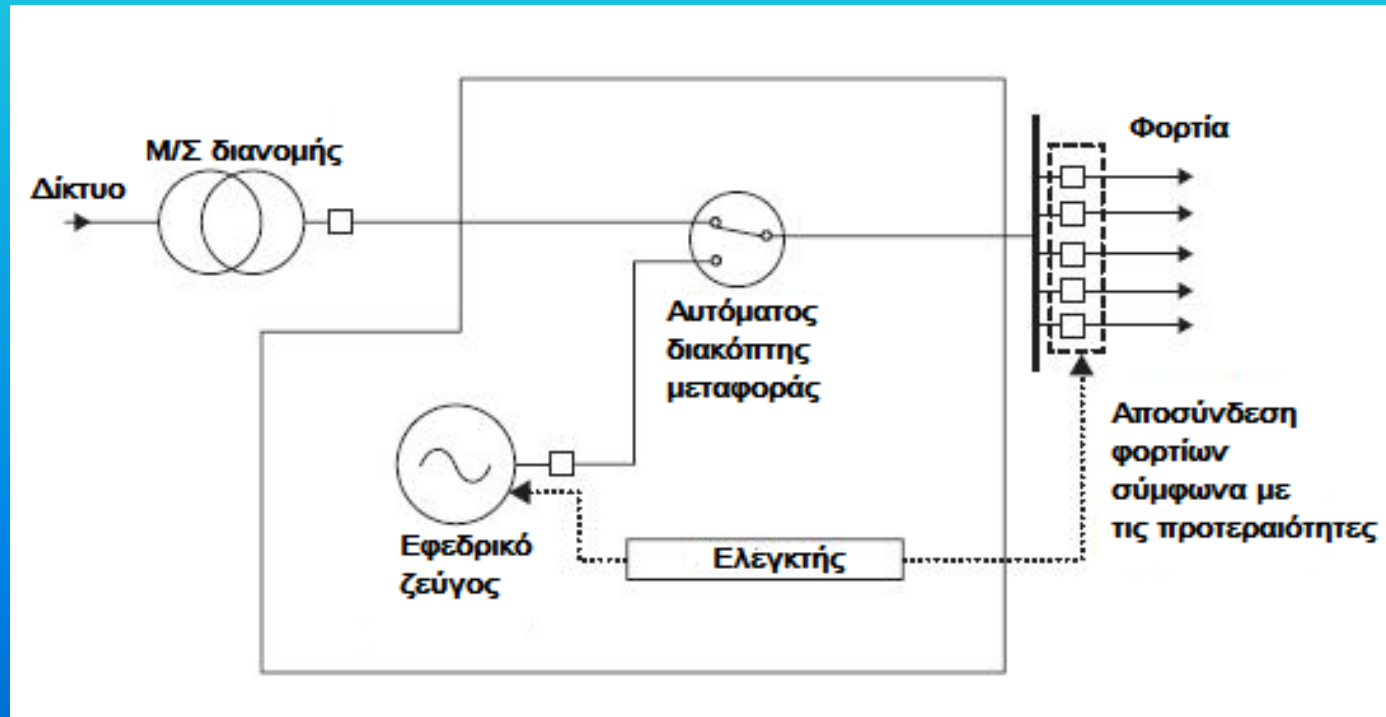 Μ/Σ διανομής
Δίκτυο
Φορτία
Αυτόματος
διακόπτης
μεταφοράς
Εφεδρικό
ζεύγος
Ελεγκτής
Αποσύνδεση
φορτίων
σύμφωνα με
τις προτεραιότητες